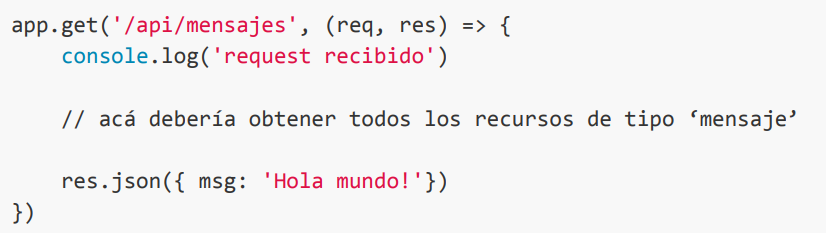 app.get('/api/mensajes', (req, res) => {
    console.log('request recibido')
    // acá debería obtener todos los recursos de tipo ‘mensaje’
    res.json({ msg: 'Hola mundo!'})
})